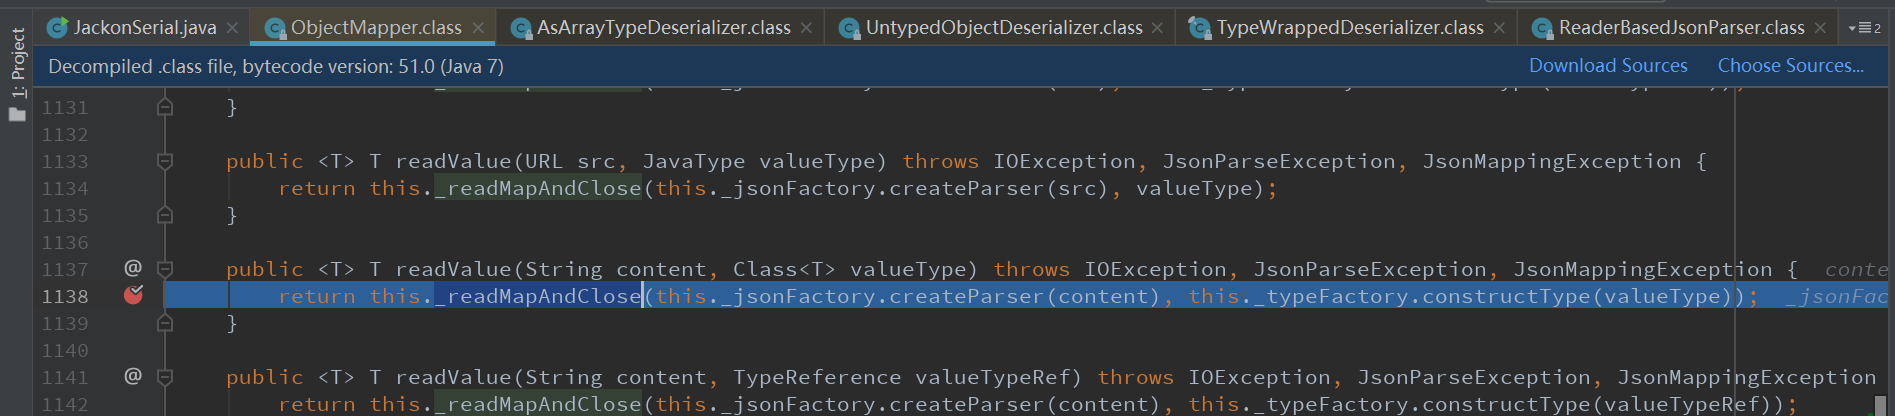 JackonSerial.java ObjectMapper.class AsArrayTypeDeserializer.class UntypedObjectDeserializer.class TypeWrappedDeserializer.class ReaderBasedJsonParser.class 2
1: Project
Decompiled .class file, bytecode version: 51.0 (Java 7) Download Sources Choose Sources...
1131 }
1132
1133 public <T> T readValue(URL src, JavaType valueType) throws IOException, JsonParseException, JsonMappingException {
1134 return this._readMapAndClose(this._jsonFactory.createParser(src), valueType);
1135 }
1136
1137 @ public <T> T readValue(String content, Class<T> valueType) throws IOException, JsonParseException, JsonMappingException { conte
1138 return this._readMapAndClose(this._jsonFactory.createParser(content), this._typeFactory.constructType(valueType)); _jsonFac
1139 }
1140
1141 @ public <T> T readValue(String content, TypeReference valueTypeRef) throws IOException, JsonParseException, JsonMappingException
1142 return this._readMapAndClose(this._jsonFactory.createParser(content), this._typeFactory.constructType(valueTypeRef));